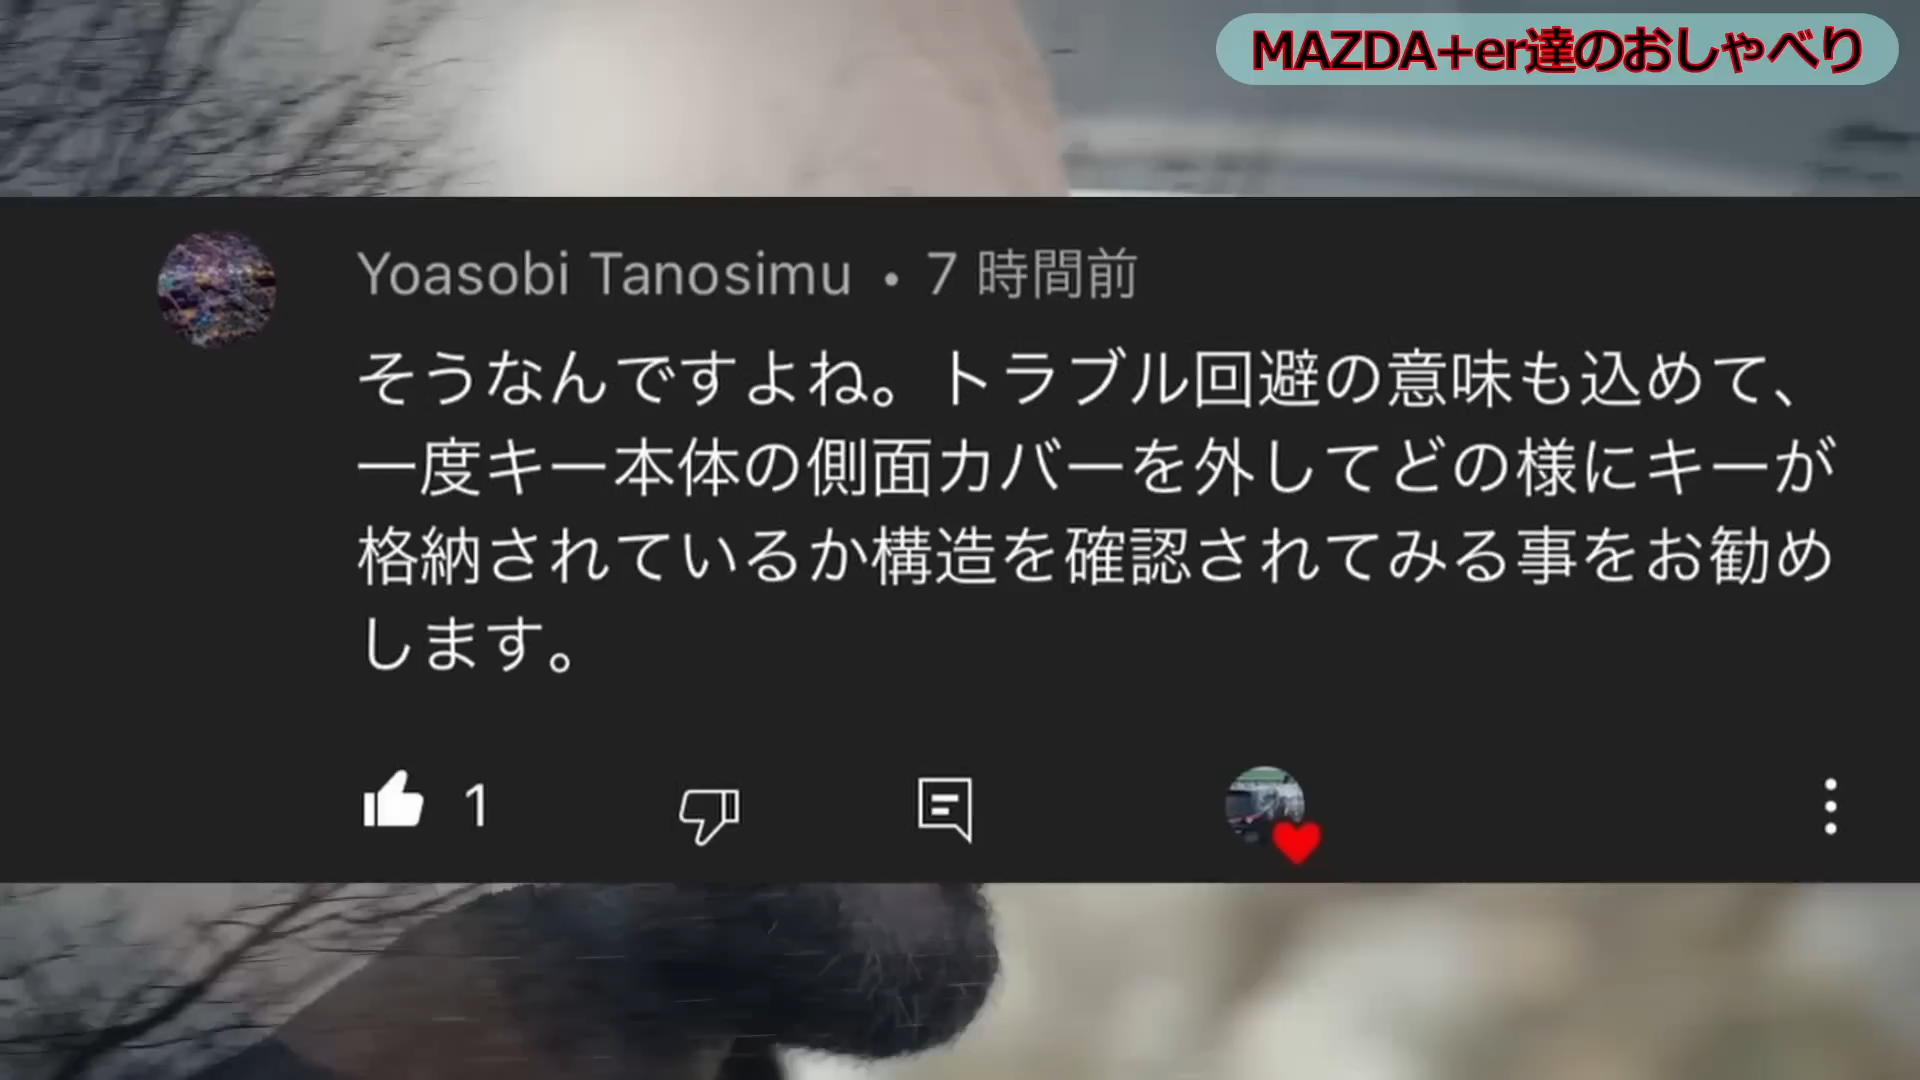 MAZDA+er達のおしゃべり
Yoasobi Tanosimu・7 時間前
そうなんですよね。トラブル回避の意味も込めて、
一度キー本体の側面カバーを外してどの様にキーが
格納されているか構造を確認されてみる事をお勧め
します。
1